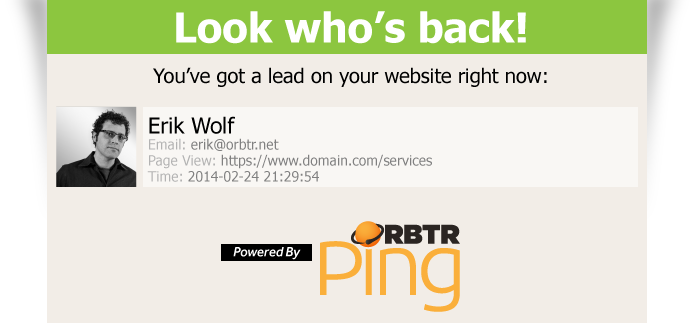 Look who's back!
You've got a lead on your website right now:
Erik Wolf
Email: erik@orbtr.net
Page View: https://www.domain.com/services
Time: 2014-02-24 21:29:54
Powered By
ORBTR
Ping